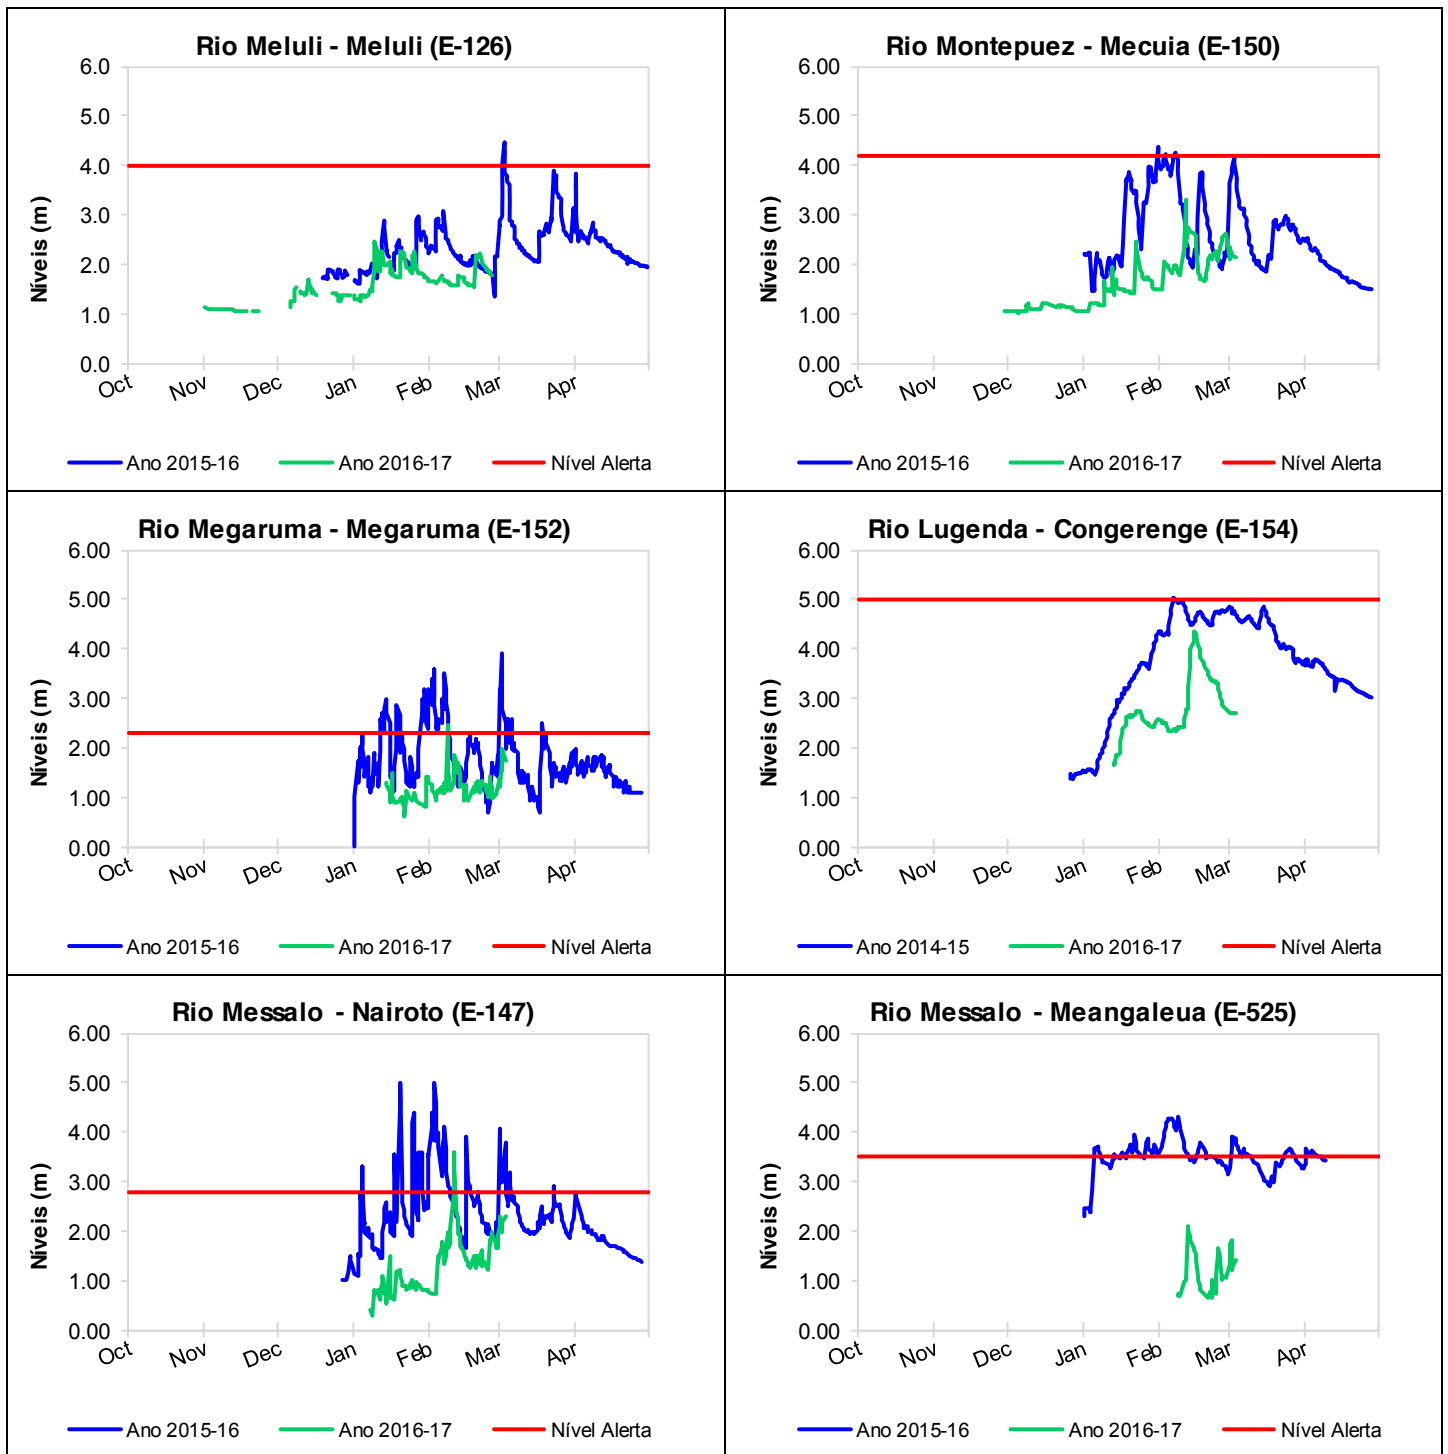 Rio Meluli - Meluli (E-126)
Níveis (m)
6.0
5.0
4.0
3.0
2.0
1.0
0.0
Oct Nov Dec Jan Feb Mar Apr
Ano 2015-16 Ano 2016-17 Nível Alerta
Rio Montepuez - Mecuia (E-150)
Níveis (m)
6.00
5.00
4.00
3.00
2.00
1.00
0.00
Oct Nov Dec Jan Feb Mar Apr
Ano 2015-16 Ano 2016-17 Nível Alerta
Rio Megaruma - Megaruma (E-152)
Níveis (m)
6.00
5.00
4.00
3.00
2.00
1.00
0.00
Oct Nov Dec Jan Feb Mar Apr
Ano 2015-16 Ano 2016-17 Nível Alerta
Rio Lugenda - Congerenge (E-154)
Níveis (m)
6.00
5.00
4.00
3.00
2.00
1.00
0.00
Oct Nov Dec Jan Feb Mar Apr
Ano 2014-15 Ano 2016-17 Nível Alerta
Rio Messalo - Nairoto (E-147)
Níveis (m)
6.00
5.00
4.00
3.00
2.00
1.00
0.00
Oct Nov Dec Jan Feb Mar Apr
Ano 2015-16 Ano 2016-17 Nível Alerta
Rio Messalo - Meangaleua (E-525)
Níveis (m)
6.00
5.00
4.00
3.00
2.00
1.00
0.00
Oct Nov Dec Jan Feb Mar Apr
Ano 2015-16 Ano 2016-17 Nível Alerta